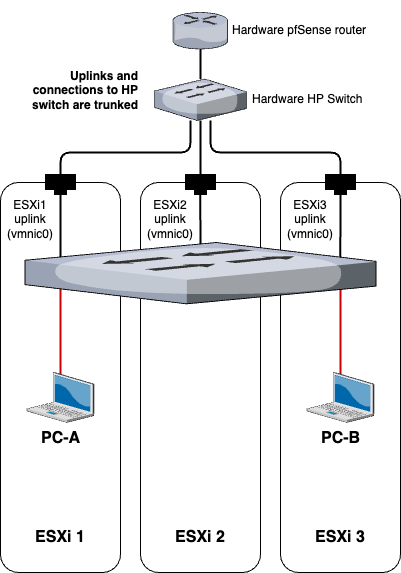 Hardware pfSense router
Uplinks and
connections to HP
switch are trunked
Hardware HP Switch
ESXi1
uplink
(vmnic0)
ESXi2
uplink
(vmnic0)
ESXi3
uplink
(vmnic0)
PC-A
PC-B
ESXi 1
ESXi 2
ESXi 3